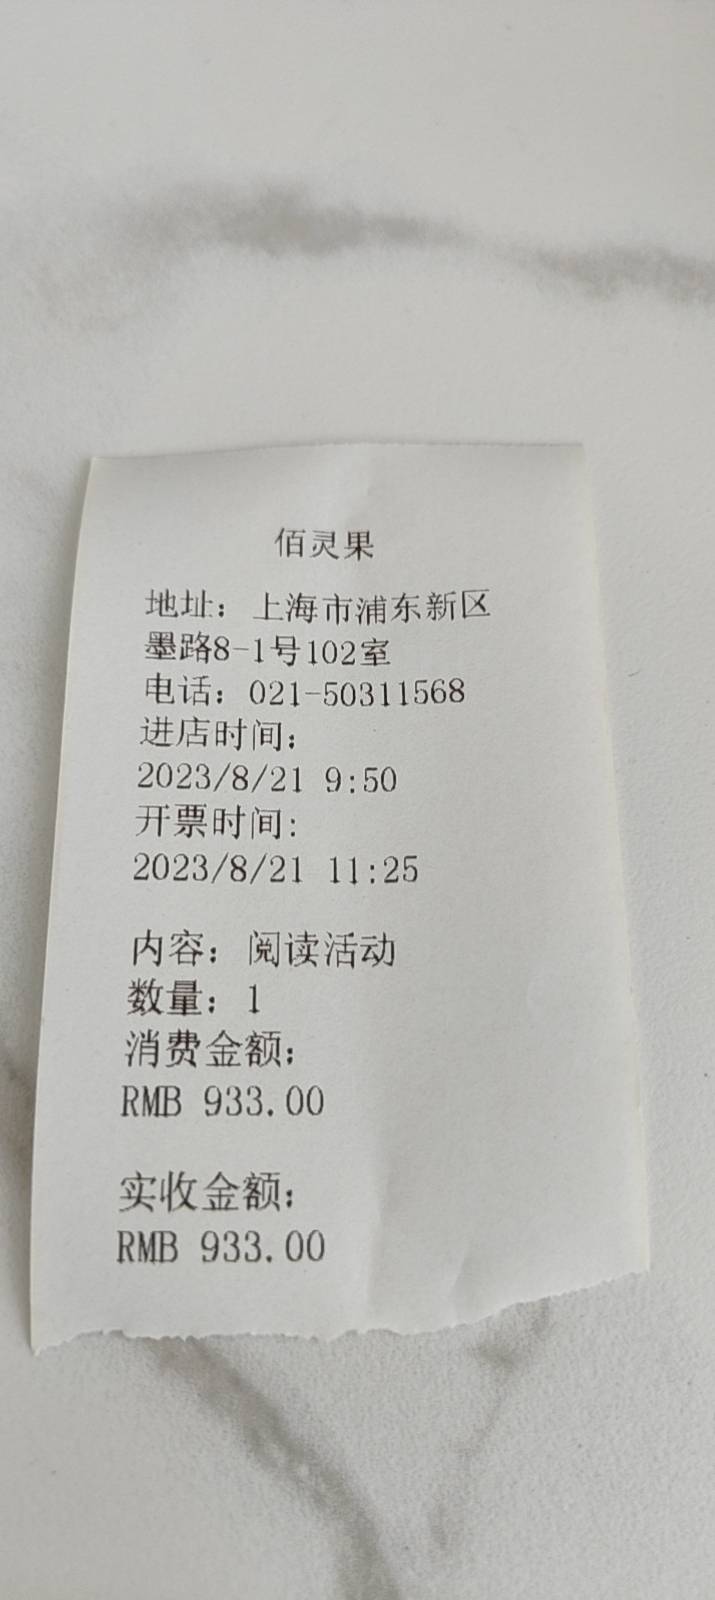 佰灵果
地址：上海市浦东新区
墨路8-1号102室
电话：021-50311568
进店时间：
2023/8/21 9:50
开票时间：
2023/8/21 11:25
内容：阅读活动
数量：1
消费金额：
RMB 933.00
实收金额：
RMB 933.00